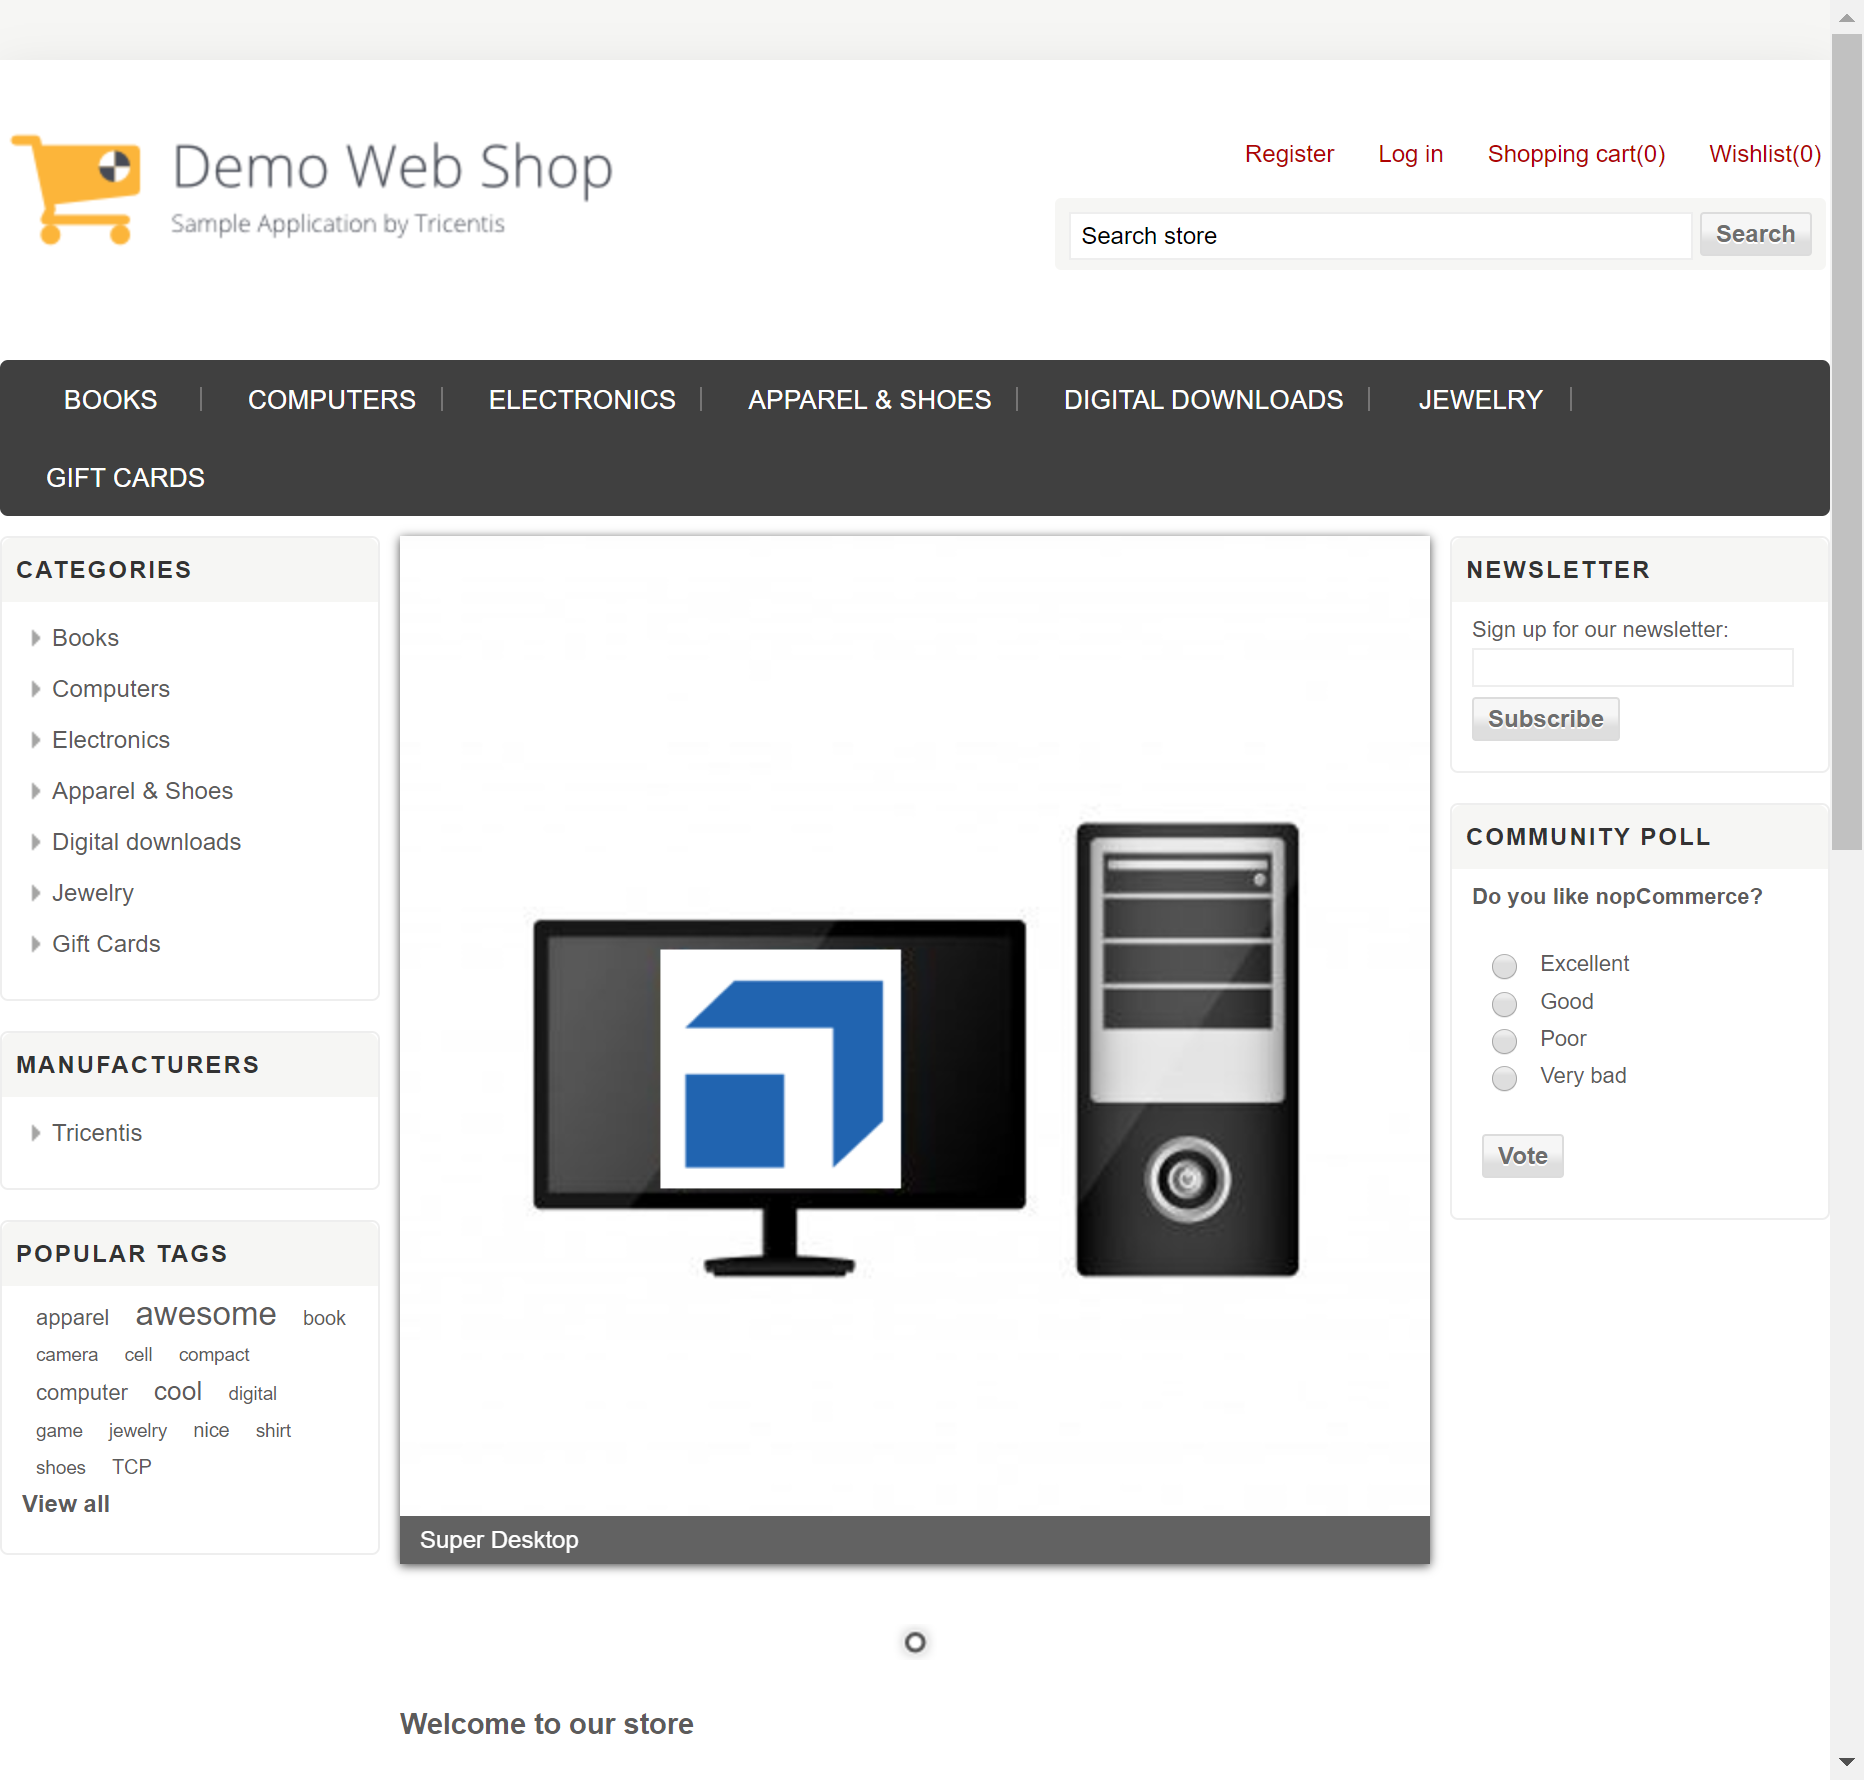 Demo Web Shop
Sample Application by Tricentis
Register Log in Shopping cart(0) Wishlist(0)
Search store Search
BOOKS COMPUTERS ELECTRONICS APPAREL & SHOES DIGITAL DOWNLOADS JEWELRY
GIFT CARDS
CATEGORIES
Books
Computers
Electronics
Apparel & Shoes
Digital downloads
Jewelry
Gift Cards
MANUFACTURERS
Tricentis
POPULAR TAGS
apparel awesome book
camera cell compact
computer cool digital
game jewelry nice shirt
shoes TCP
View all
Super Desktop
Welcome to our store
NEWSLETTER
Sign up for our newsletter:
Subscribe
COMMUNITY POLL
Do you like nopCommerce?
Excellent
Good
Poor
Very bad
Vote